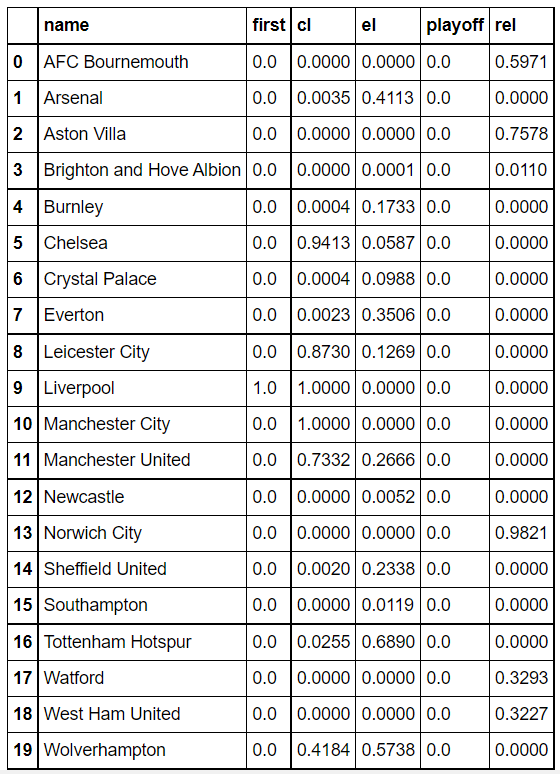 name first cl el playoff rel
0 AFC Bournemouth 0.0 0.0000 0.0000 0.0 0.5971
1 Arsenal 0.0 0.0035 0.4113 0.0 0.0000
2 Aston Villa 0.0 0.0000 0.0000 0.0 0.7578
3 Brighton and Hove Albion 0.0 0.0000 0.0001 0.0 0.0110
4 Burnley 0.0 0.0004 0.1733 0.0 0.0000
5 Chelsea 0.0 0.9413 0.0587 0.0 0.0000
6 Crystal Palace 0.0 0.0004 0.0988 0.0 0.0000
7 Everton 0.0 0.0023 0.3506 0.0 0.0000
8 Leicester City 0.0 0.8730 0.1269 0.0 0.0000
9 Liverpool 1.0 1.0000 0.0000 0.0 0.0000
10 Manchester City 0.0 1.0000 0.0000 0.0 0.0000
11 Manchester United 0.0 0.7332 0.2666 0.0 0.0000
12 Newcastle 0.0 0.0000 0.0052 0.0 0.0000
13 Norwich City 0.0 0.0000 0.0000 0.0 0.9821
14 Sheffield United 0.0 0.0020 0.2338 0.0 0.0000
15 Southampton 0.0 0.0000 0.0119 0.0 0.0000
16 Tottenham Hotspur 0.0 0.0255 0.6890 0.0 0.0000
17 Watford 0.0 0.0000 0.0000 0.0 0.3293
18 West Ham United 0.0 0.0000 0.0000 0.0 0.3227
19 Wolverhampton 0.0 0.4184 0.5738 0.0 0.0000